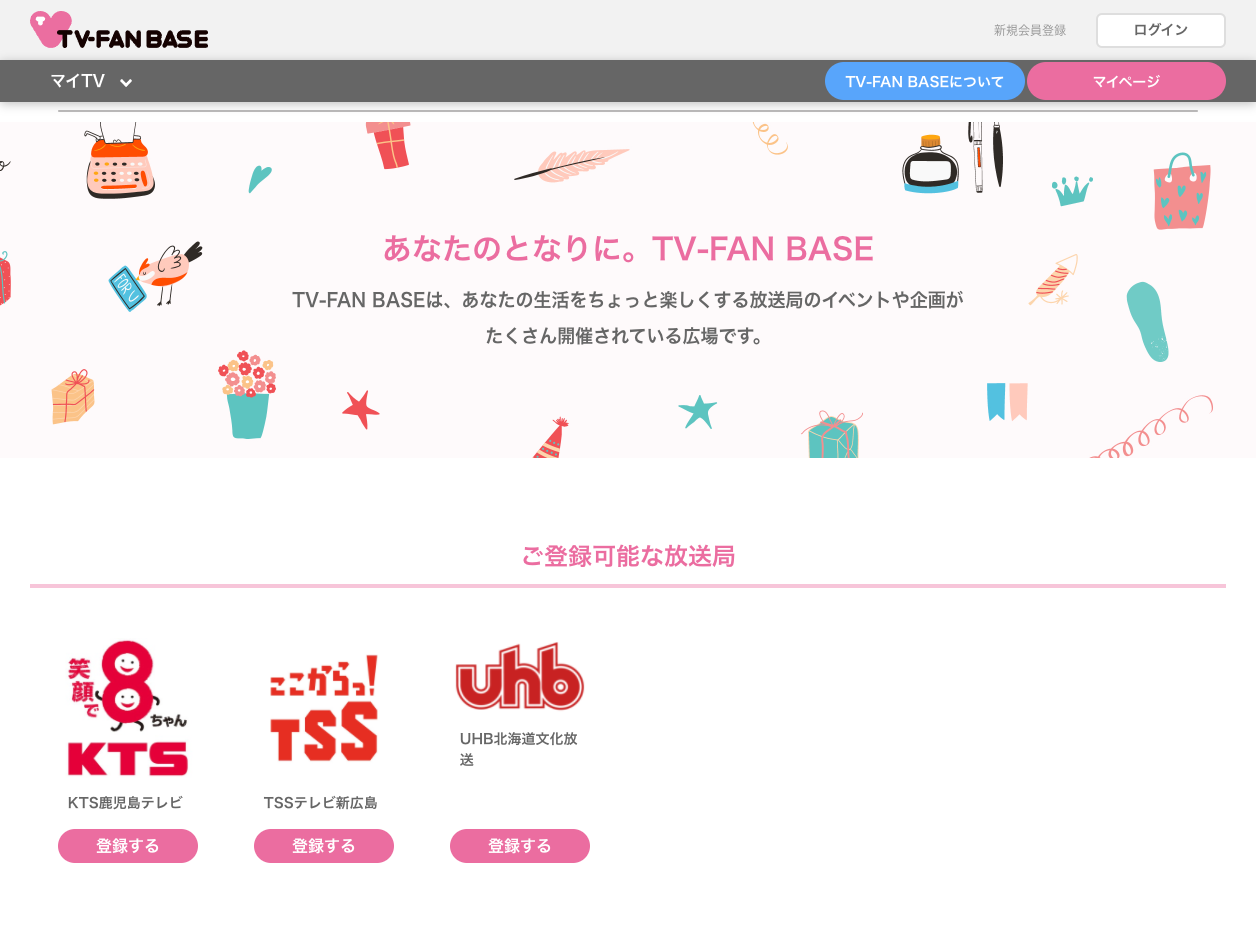 TV-FAN BASE
新規会員登録
ログイン
マイTV
TV-FAN BASEについて
マイページ
FOR U
あなたのとなりに。TV-FAN BASE
TV-FAN BASEは、あなたの生活をちょっと楽しくする放送局のイベントや企画が
たくさん開催されている広場です。
ご登録可能な放送局
笑顔で
8
ちゃん
KTS
ここからっ!
TSS
uhb
KTS鹿児島テレビ
TSSテレビ新広島
UHB北海道文化放
送
登録する
登録する
登録する